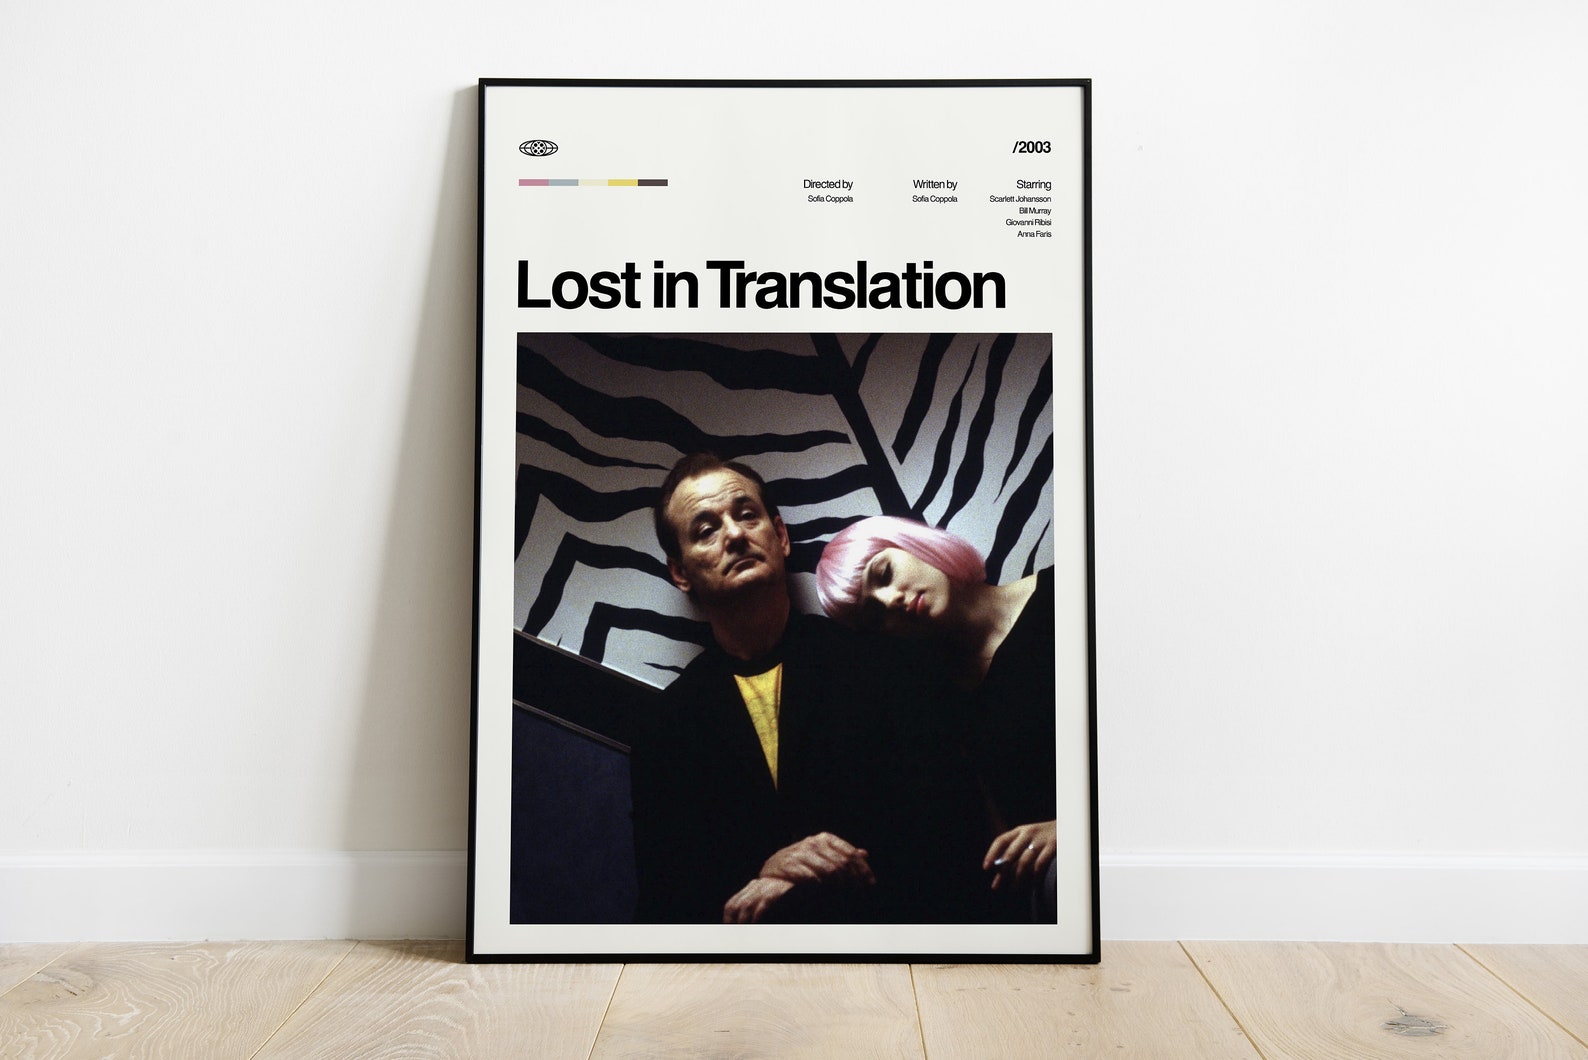 /2003
Directed by
Sofia Coppola
Written by
Sofia Coppola
Starring
Scarlett Johansson
Bill Murray
Giovanni Ribisi
Anna Faris
Lost in Translation